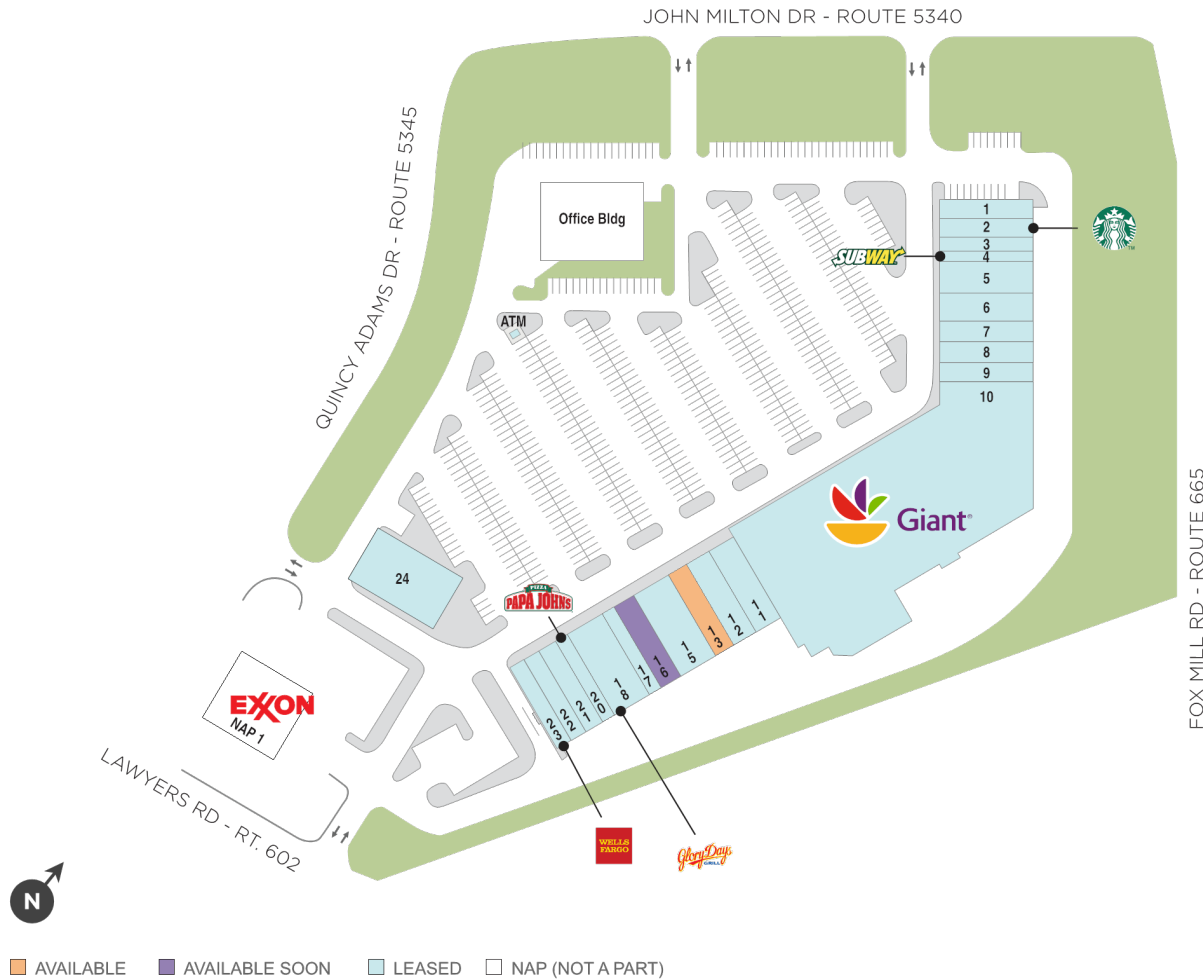 JOHN MILTON DR - ROUTE 5340
QUINCY ADAMS DR - ROUTE 5345
Office Bldg
1
2
3
4
5
6
7
8
9
10
TM
SUBWAY
ATM
FOX MILL RD - ROUTE 665
Giant®
24
PIZZA
PAPA JOHNS
11
12
13
15
16
17
18
20
21
22
23
EXXON
NAP 1
LAWYERS RD - RT. 602
WELLS
FARGO
Glory Days
GRILL
N
AVAILABLE
AVAILABLE SOON
LEASED
NAP (NOT A PART)